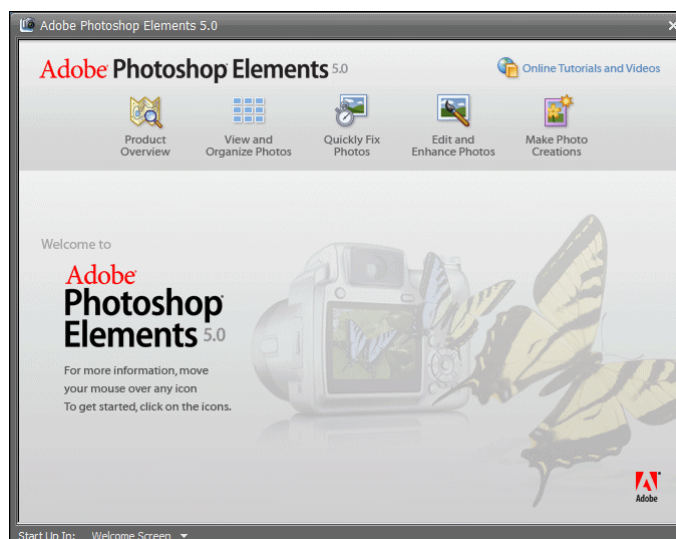 Adobe Photoshop Elements 5.0
Adobe Photoshop Elements 5.0
Online Tutorials and Videos
Product Overview
View and Organize Photos
Quickly Fix Photos
Edit and Enhance Photos
Make Photo Creations
Welcome to
Adobe
Photoshop
Elements 5.0
For more information, move
your mouse over any icon
To get started, click on the icons.
Adobe
Start Up In: Welcome Screen